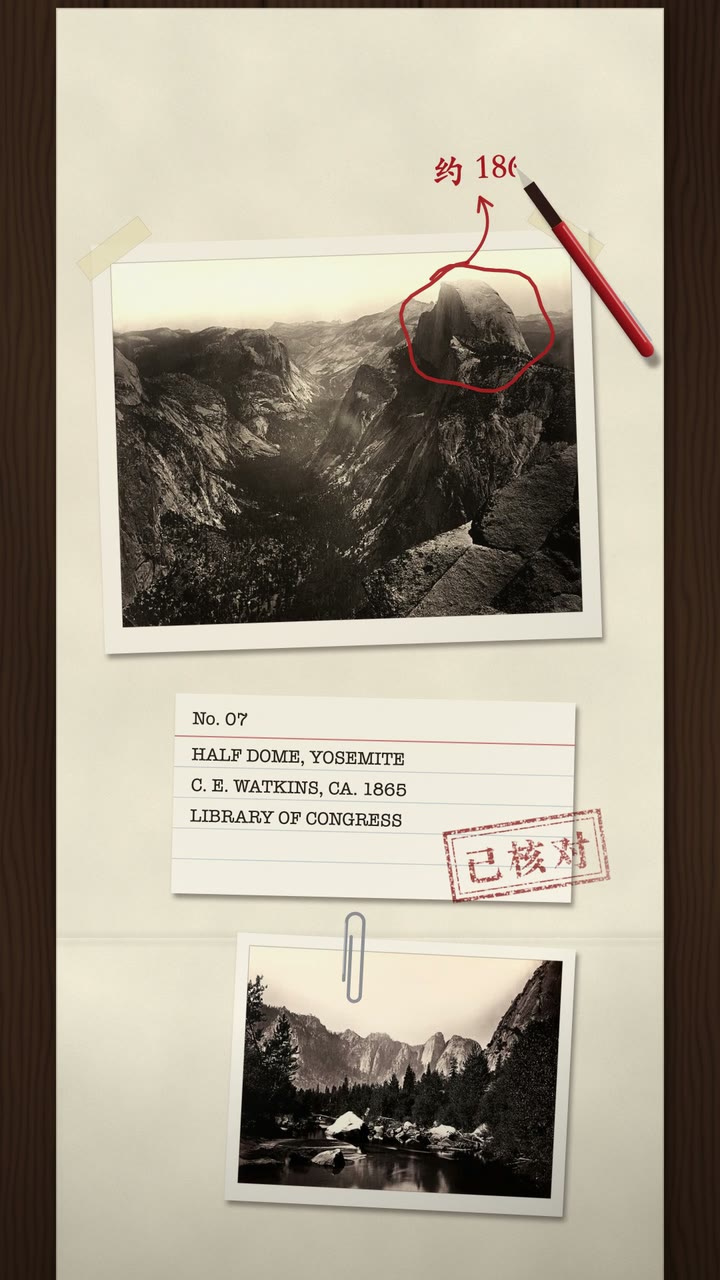 约 186
No. 07
HALF DOME, YOSEMITE
C. E. WATKINS, CA. 1865
LIBRARY OF CONGRESS
已核对